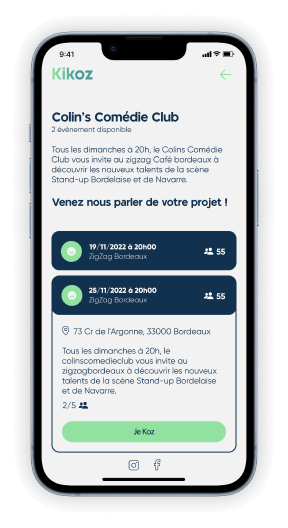 9:41
Kikoz
Colin's Comédie Club
2 événement disponible
Tous les dimanches à 20h, le Colins Comédie
Club vous invite au zigzag Café bordeaux à
découvrir les nouveaux talents de la scène
Stand-up Bordelaise et de Navarre.
Venez nous parler de votre projet !
19/11/2022 à 20h00
ZigZag Bordeaux
55
25/11/2022 à 20h00
ZigZag Bordeaux
55
73 Cr de l'Argonne, 33000 Bordeaux
Tous les dimanches à 20h, le
colinscomedieclub vous invite au
zigzagbordeaux à découvrir les nouveaux
talents de la scène Stand-up Bordelaise
et de Navarre.
2/5
Je Koz